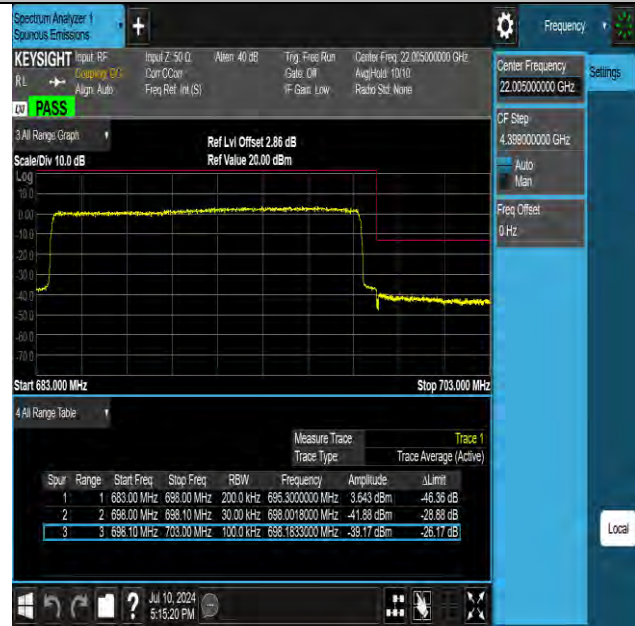 Spectrum Analyzer 1
Spurious Emissions
Frequency
KEYSIGHT Input: RF
Input Z: 50 Ω
Atten: 40 dB
Trig: Free Run
Center Freq: 22.005000000 GHz
RL
Coupling: DC
Corr CCorr
Gate: Off
Avg|Hold: 10/10
Align: Auto
Freq Ref: Int (S)
IF Gain: Low
Radio Std: None
LXI PASS
Center Frequency
22.005000000 GHz
Settings
CF Step
4.399000000 GHz
Auto
Man
Freq Offset
0 Hz
3 All Range Graph
Ref Lvl Offset 2.86 dB
Scale/Div 10.0 dB
Ref Value 20.00 dBm
Log
10.0
0.00
-10.0
-20.0
-30.0
-40.0
-50.0
-60.0
-70.0
Start 683.000 MHz
Stop 703.000 MHz
4 All Range Table
Measure Trace Trace 1
Trace Type Trace Average (Active)
Spur Range Start Freq Stop Freq RBW Frequency Amplitude ΔLimit
1 1 683.00 MHz 698.00 MHz 200.0 kHz 695.3000000 MHz 3.643 dBm -46.36 dB
2 2 698.00 MHz 698.10 MHz 30.00 kHz 698.0018000 MHz -41.88 dBm -28.88 dB
3 3 698.10 MHz 703.00 MHz 100.0 kHz 698.1833000 MHz -39.17 dBm -26.17 dB
Local
?
Jul 10, 2024
5:15:20 PM